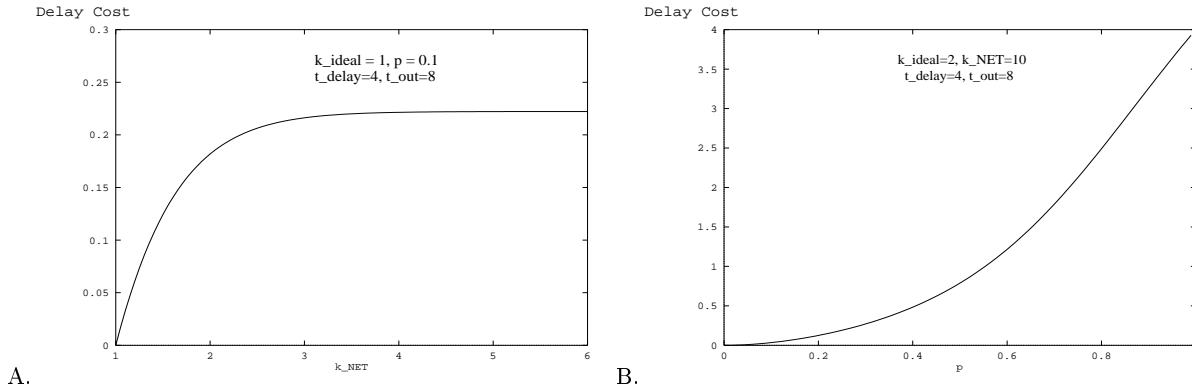 Delay Cost
0.3
0.25
0.2
0.15
0.1
0.05
0
k_ideal = 1, p = 0.1
t_delay=4, t_out=8
1 2 3 4 5 6
k_NET
A.
Delay Cost
4
3.5
3
2.5
2
1.5
1
0.5
0
k_ideal=2, k_NET=10
t_delay=4, t_out=8
0 0.2 0.4 0.6 0.8
p
B.